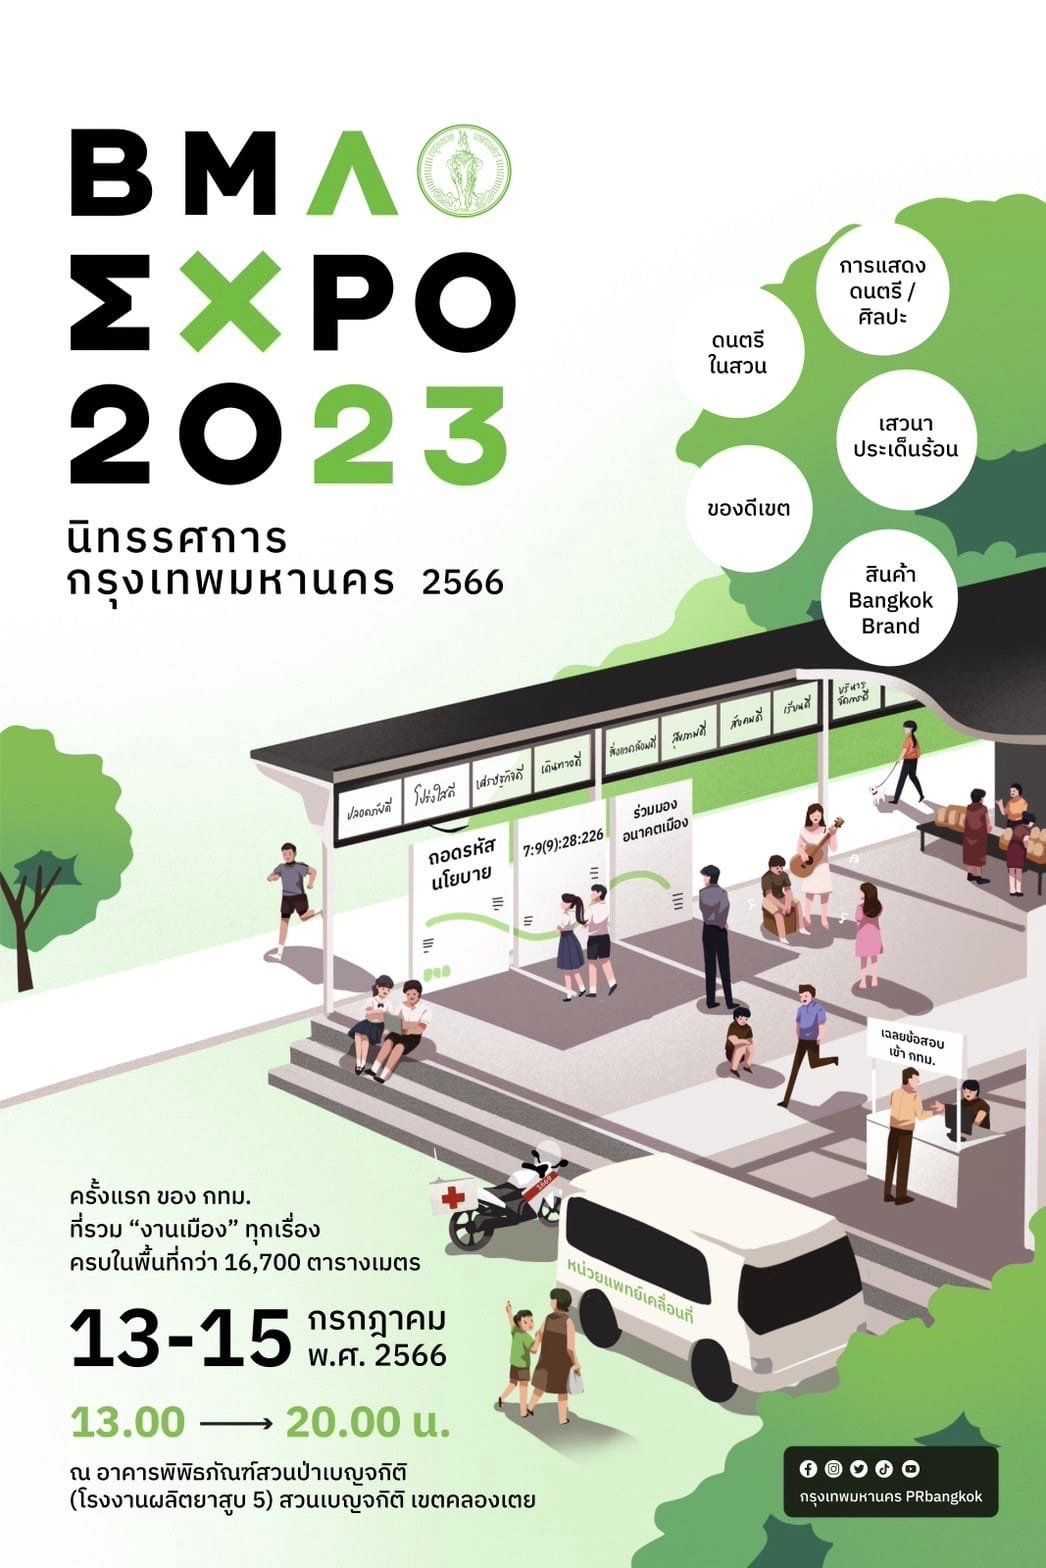 BMA
EXPO
2023
นิทรรศการ
กรุงเทพมหานคร 2566
การแสดง
ดนตรี /
ศิลปะ
ดนตรี
ในสวน
เสวนา
ประเด็นร้อน
ของดีเขต
สินค้า
Bangkok
Brand
ปลอดภัยดี
โปร่งใสดี
เศรษฐกิจดี
เดินทางดี
สิ่งแวดล้อมดี
สุขภาพดี
สังคมดี
เรียนดี
บริหาร
จัดการดี
ถอดรหัส
นโยบาย
7:9(9):28:226
ร่วมมอง
อนาคตเมือง
เฉลยข้อสอบ
เข้า กทม.
1669
หน่วยแพทย์เคลื่อนที่
ครั้งแรก ของ กทม.
ที่รวม “งานเมือง” ทุกเรื่อง
ครบในพื้นที่กว่า 16,700 ตารางเมตร
13-15 กรกฎาคม
พ.ศ. 2566
13.00 → 20.00 น.
ณ อาคารพิพิธภัณฑ์สวนป่าเบญจกิติ
(โรงงานผลิตยาสูบ 5) สวนเบญจกิติ เขตคลองเตย
กรุงเทพมหานคร PRbangkok